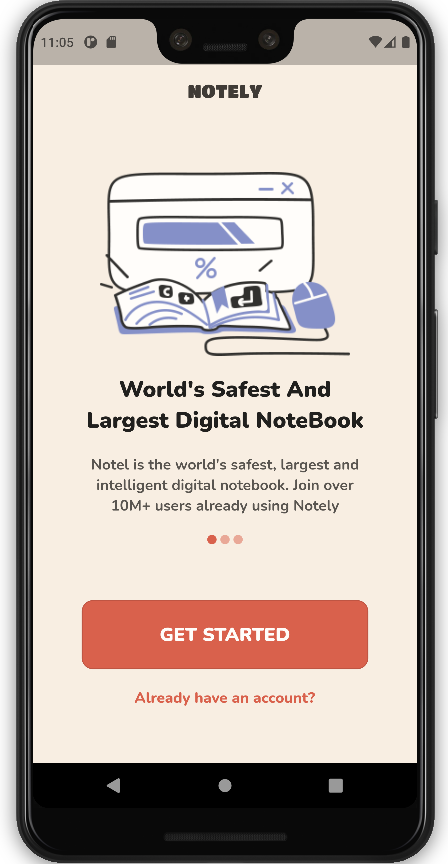 11:05
NOTELY
%
World's Safest And
Largest Digital NoteBook
Notel is the world's safest, largest and
intelligent digital notebook. Join over
10M+ users already using Notely
GET STARTED
Already have an account?